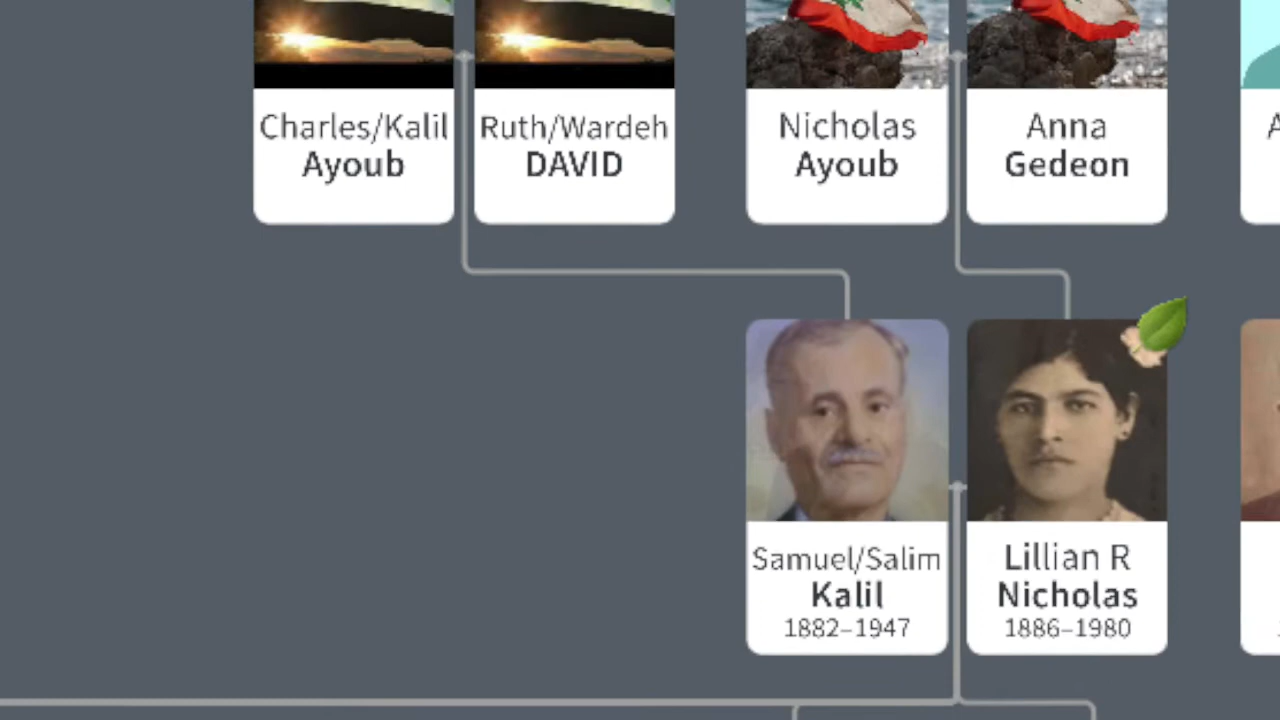 Charles/Kalil
Ayoub
Ruth/Wardeh
DAVID
Nicholas
Ayoub
Anna
Gedeon
Samuel/Salim
Kalil
1882–1947
Lillian R
Nicholas
1886–1980